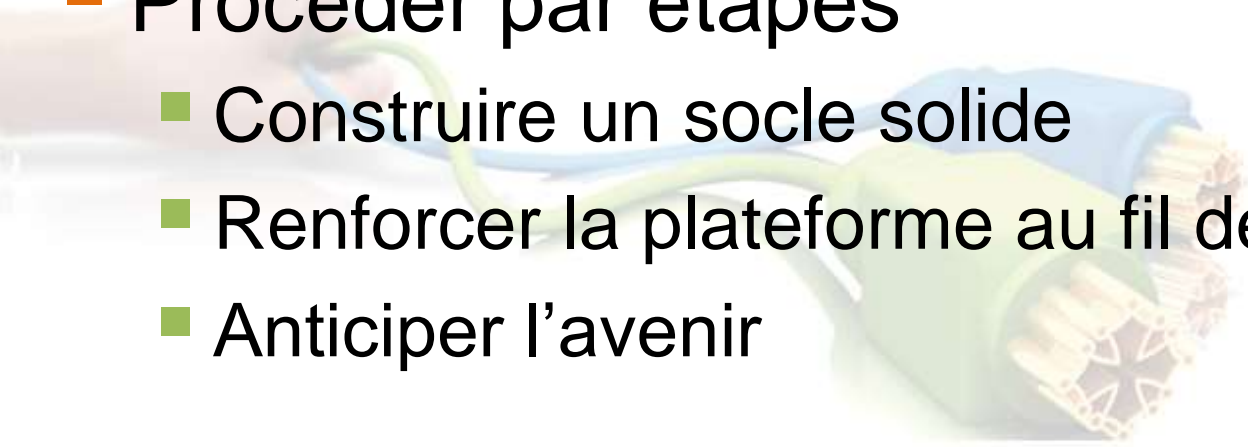 Procéder par étapes
Construire un socle solide
Renforcer la plateforme au fil
Anticiper l’avenir